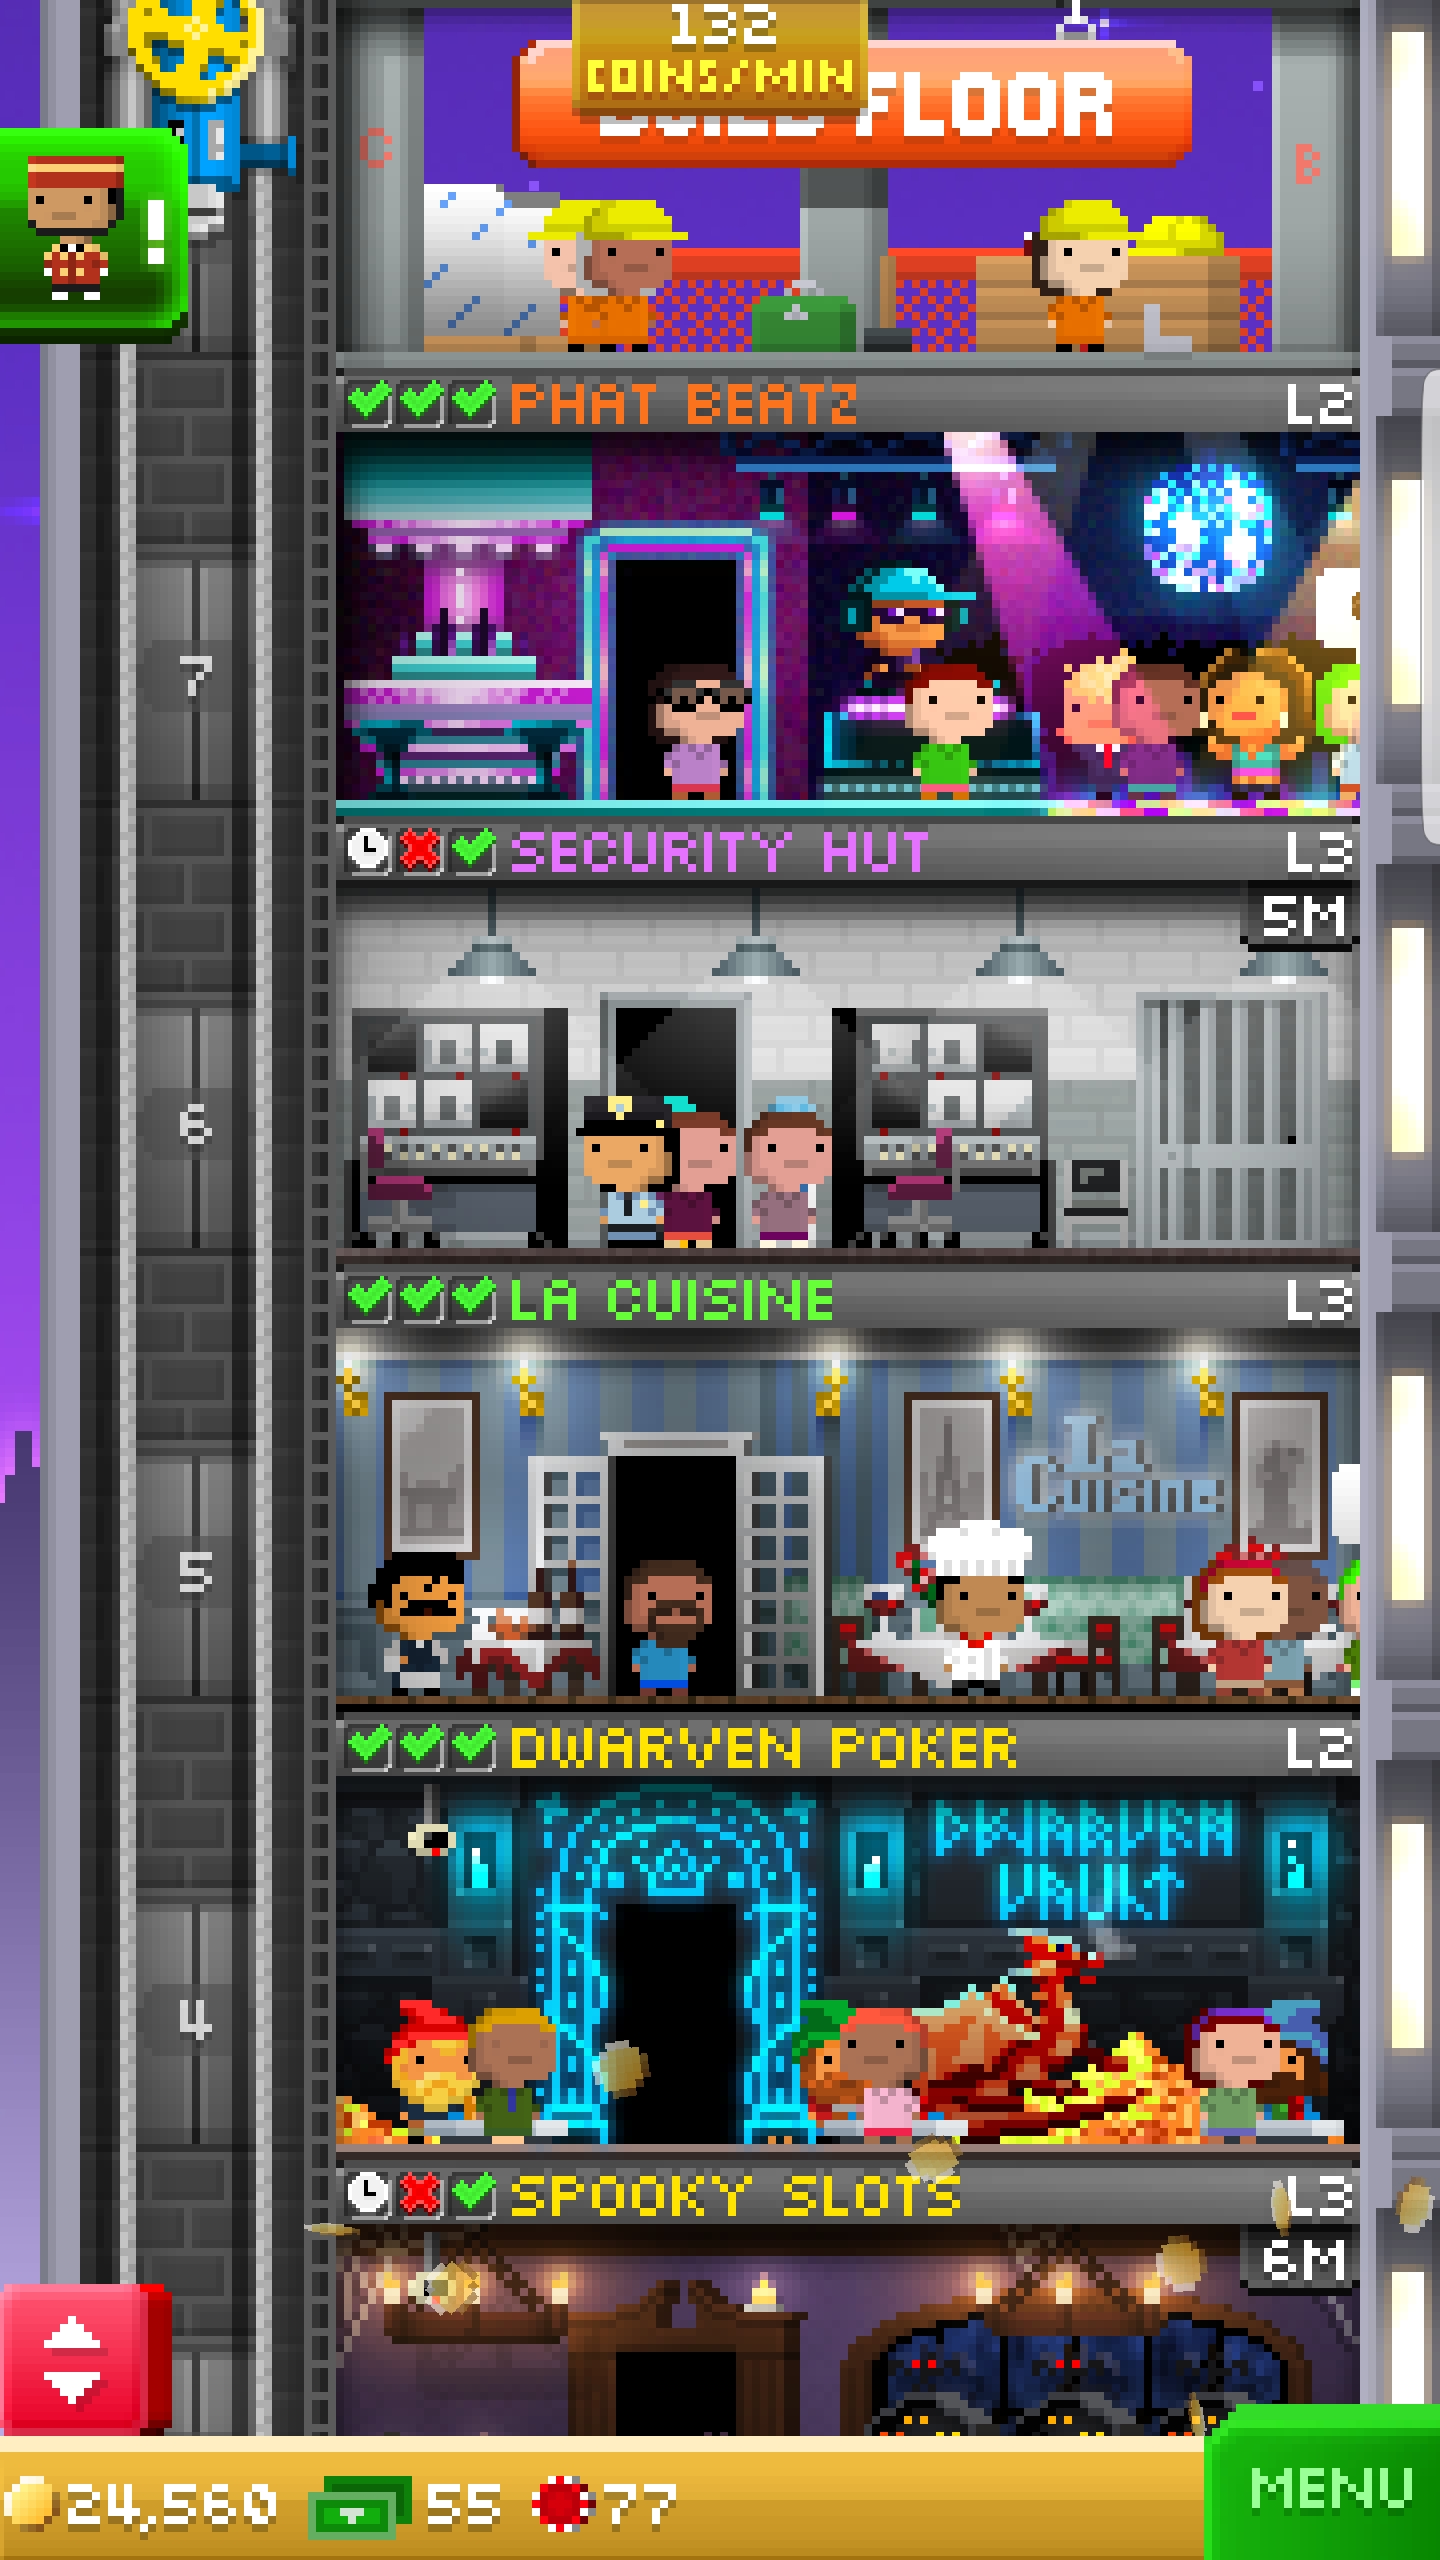 132
COINS/MIN
FLOOR
C
B
!
PHAT BEATZ
L2
7
SECURITY HUT
L3
5M
6
LA CUISINE
L3
La
Cuisine
5
DWARVEN POKER
L2
DWARVEN
VAULT
4
SPOOKY SLOTS
L3
6M
24,560
55
77
MENU